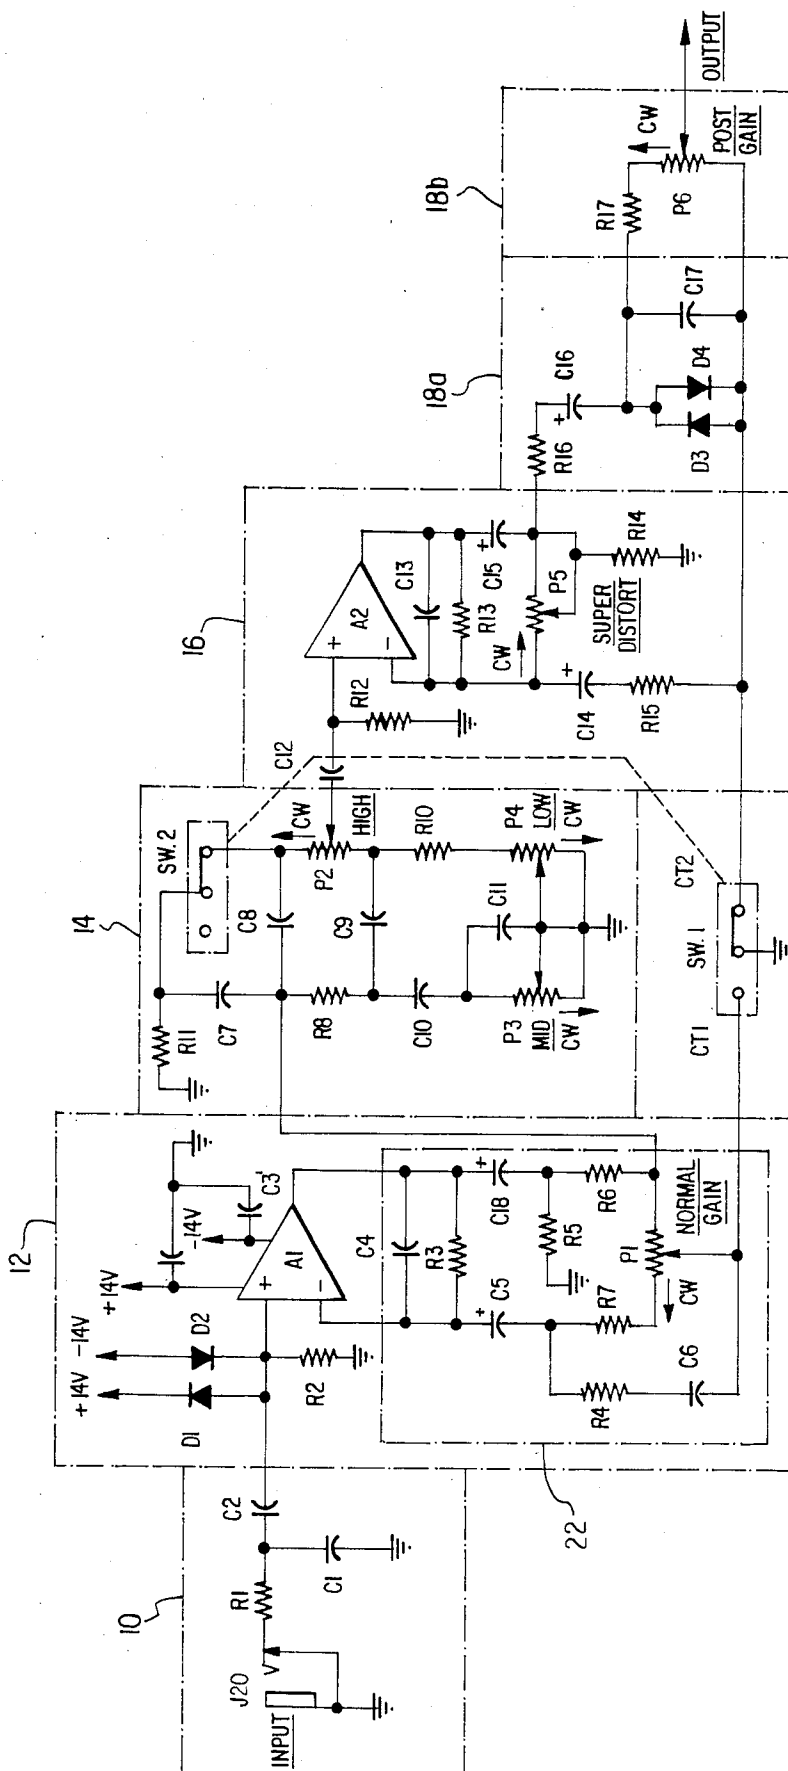 10
INPUT
J20
R1
C1
C2
12
+14V
-14V
D1
D2
R2
+14V
-14V
C3'
A1
+
-
C4
R3
C5
+
C18
+
R5
R6
R7
R4
C6
P1
CW
NORMAL
GAIN
22
14
R11
C7
SW.2
C8
R8
C9
C10
P2
CW
HIGH
R10
C11
P3
MID
CW
P4
LOW
CW
CT1
SW.1
CT2
16
C12
R12
A2
+
-
C13
R13
C15
+
P5
CW
SUPER
DISTORT
R14
C14
+
R15
18a
R16
C16
+
D3
D4
C17
18b
R17
P6
CW
POST
GAIN
OUTPUT